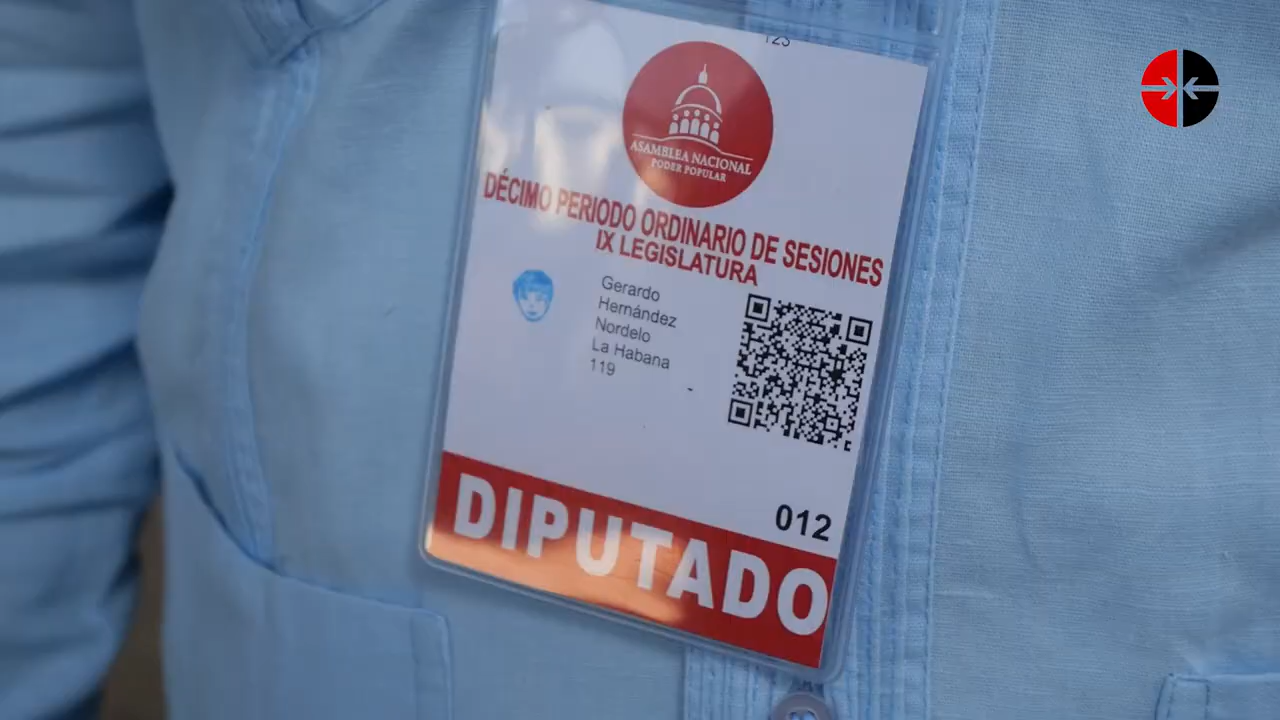 123
ASAMBLEA NACIONAL
PODER POPULAR
DÉCIMO PERIODO ORDINARIO DE SESIONES
IX LEGISLATURA
Gerardo
Hernández
Nordelo
La Habana
119
012
DIPUTADO